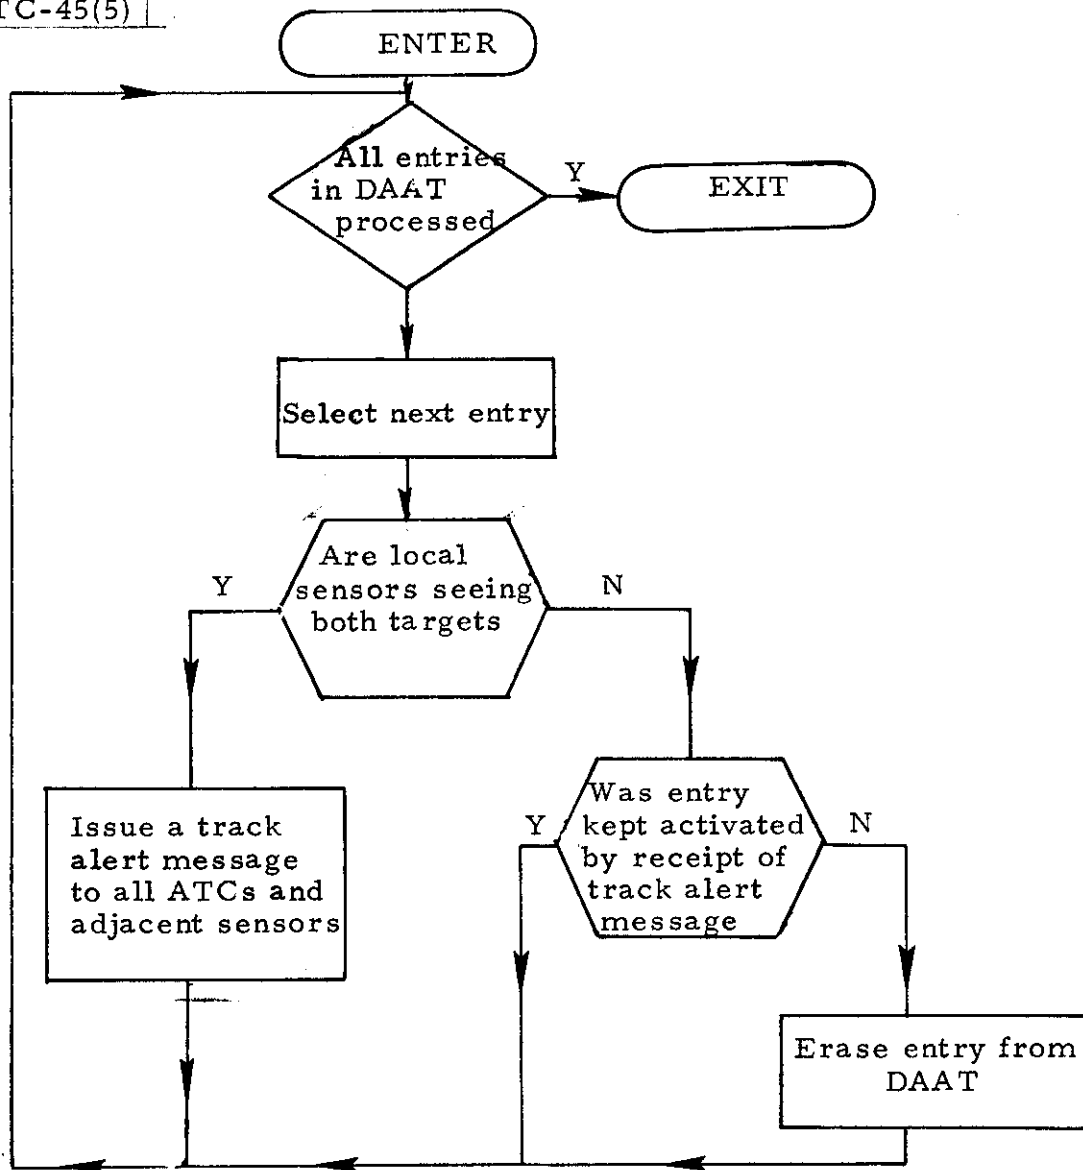 TC-45(5)
ENTER
All entries
in DAAT
processed
Y
EXIT
Select next entry
Are local
sensors seeing
both targets
Y
N
Issue a track
alert message
to all ATCs and
adjacent sensors
Was entry
kept activated
by receipt of
track alert
message
Y
N
Erase entry from
DAAT